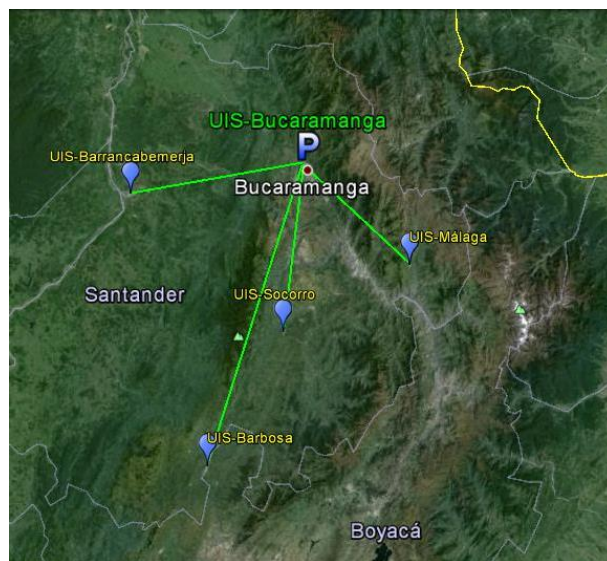 UIS-Bucaramanga
P
UIS-Barrancabemerja
Bucaramanga
UIS-Málaga
Santander
UIS-Socorro
UIS-Barbosa
Boyacá